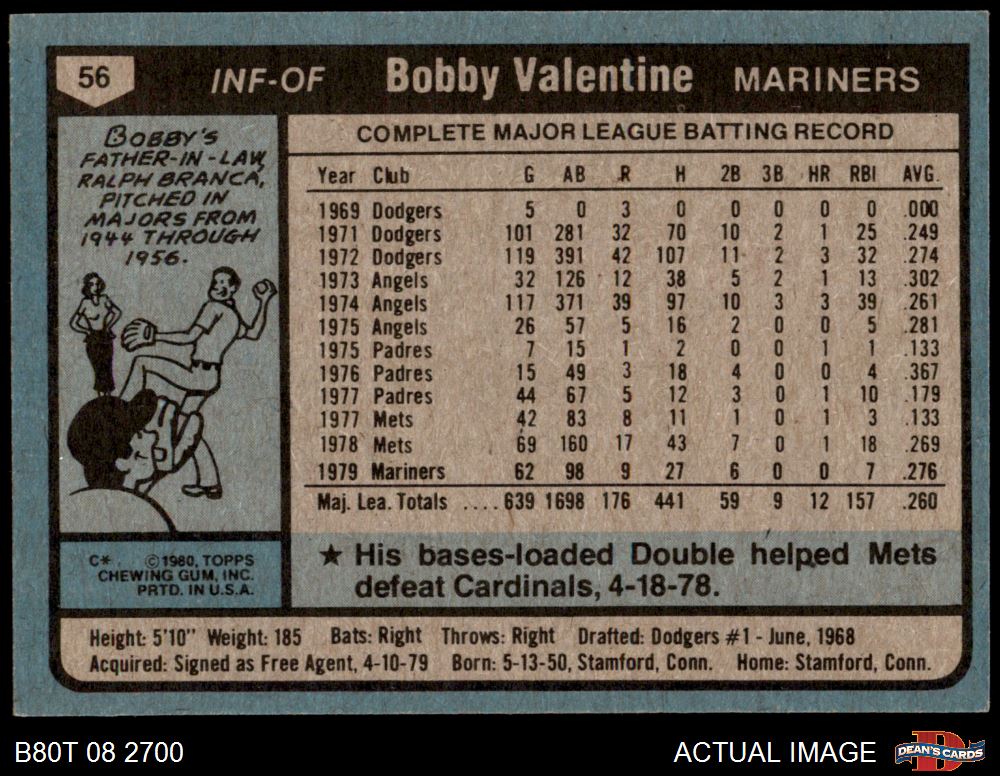 56 INF-OF Bobby Valentine MARINERS
BOBBY'S
FATHER-IN-LAW,
RALPH BRANCA,
PITCHED IN
MAJORS FROM
1944 THROUGH
1956.
COMPLETE MAJOR LEAGUE BATTING RECORD
Year Club G AB R H 2B 3B HR RBI AVG.
1969 Dodgers 5 0 3 0 0 0 0 0 .000
1971 Dodgers 101 281 32 70 10 2 1 25 .249
1972 Dodgers 119 391 42 107 11 2 3 32 .274
1973 Angels 32 126 12 38 5 2 1 13 .302
1974 Angels 117 371 39 97 10 3 3 39 .261
1975 Angels 26 57 5 16 2 0 0 5 .281
1975 Padres 7 15 1 2 0 0 1 1 .133
1976 Padres 15 49 3 18 4 0 0 4 .367
1977 Padres 44 67 5 12 3 0 1 10 .179
1977 Mets 42 83 8 11 1 0 1 3 .133
1978 Mets 69 160 17 43 7 0 1 18 .269
1979 Mariners 62 98 9 27 6 0 0 7 .276
Maj. Lea. Totals ....639 1698 176 441 59 9 12 157 .260
C* ©1980, TOPPS
CHEWING GUM, INC.
PRTD. IN U.S.A.
★ His bases-loaded Double helped Mets
defeat Cardinals, 4-18-78.
Height: 5'10" Weight: 185 Bats: Right Throws: Right Drafted: Dodgers #1 - June, 1968
Acquired: Signed as Free Agent, 4-10-79 Born: 5-13-50, Stamford, Conn. Home: Stamford, Conn.
B80T 08 2700 ACTUAL IMAGE DEAN'S CARDS